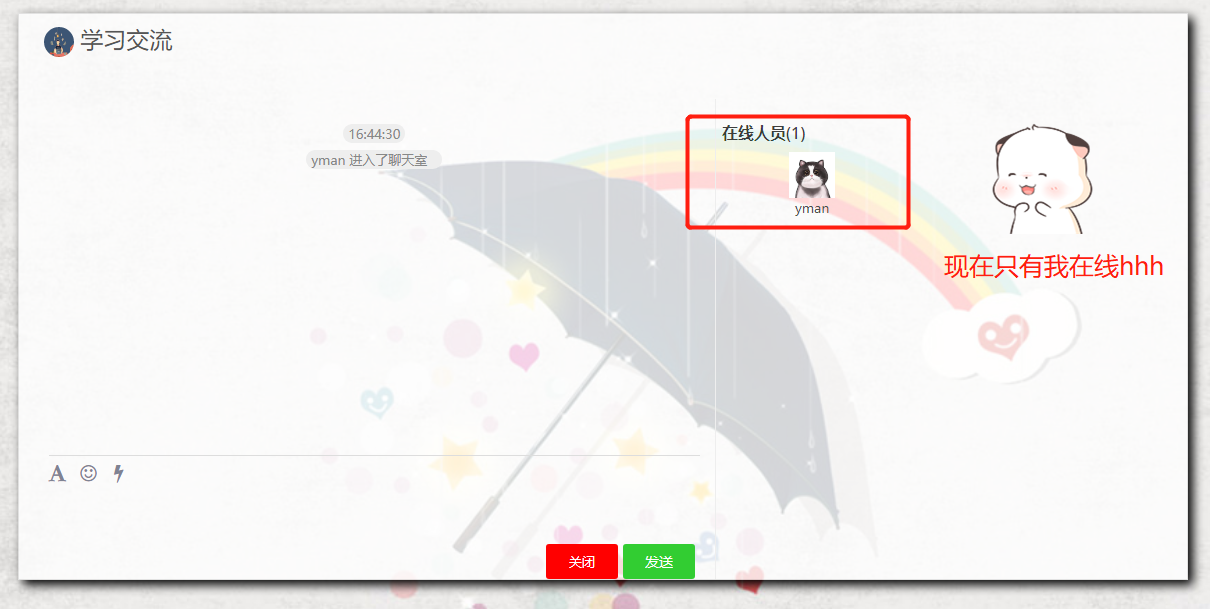 学习交流
16:44:30
yman 进入了聊天室
在线人员(1)
yman
现在只有我在线hhh
A
关闭
发送